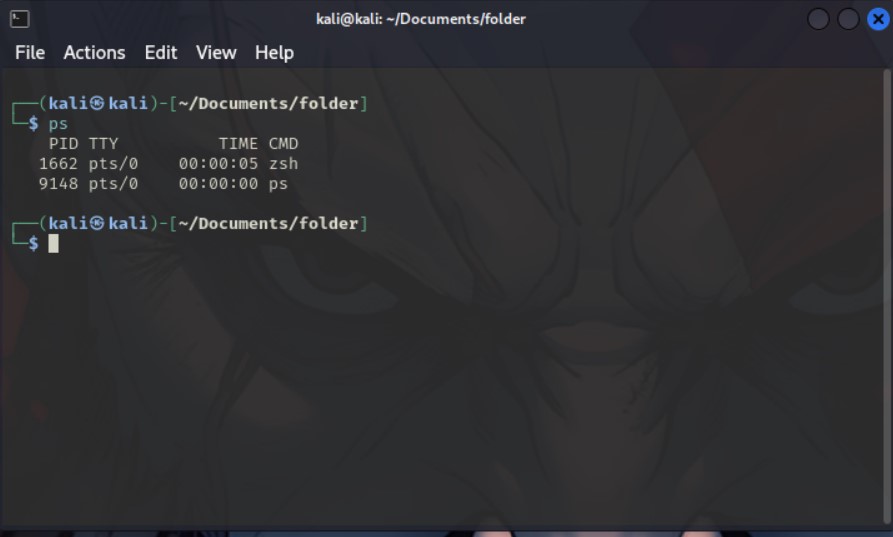 kali@kali: ~/Documents/folder
File Actions Edit View Help
┌──(kali㉿kali)-[~/Documents/folder]
└─$ ps
    PID TTY          TIME CMD
   1662 pts/0    00:00:05 zsh
   9148 pts/0    00:00:00 ps
┌──(kali㉿kali)-[~/Documents/folder]
└─$